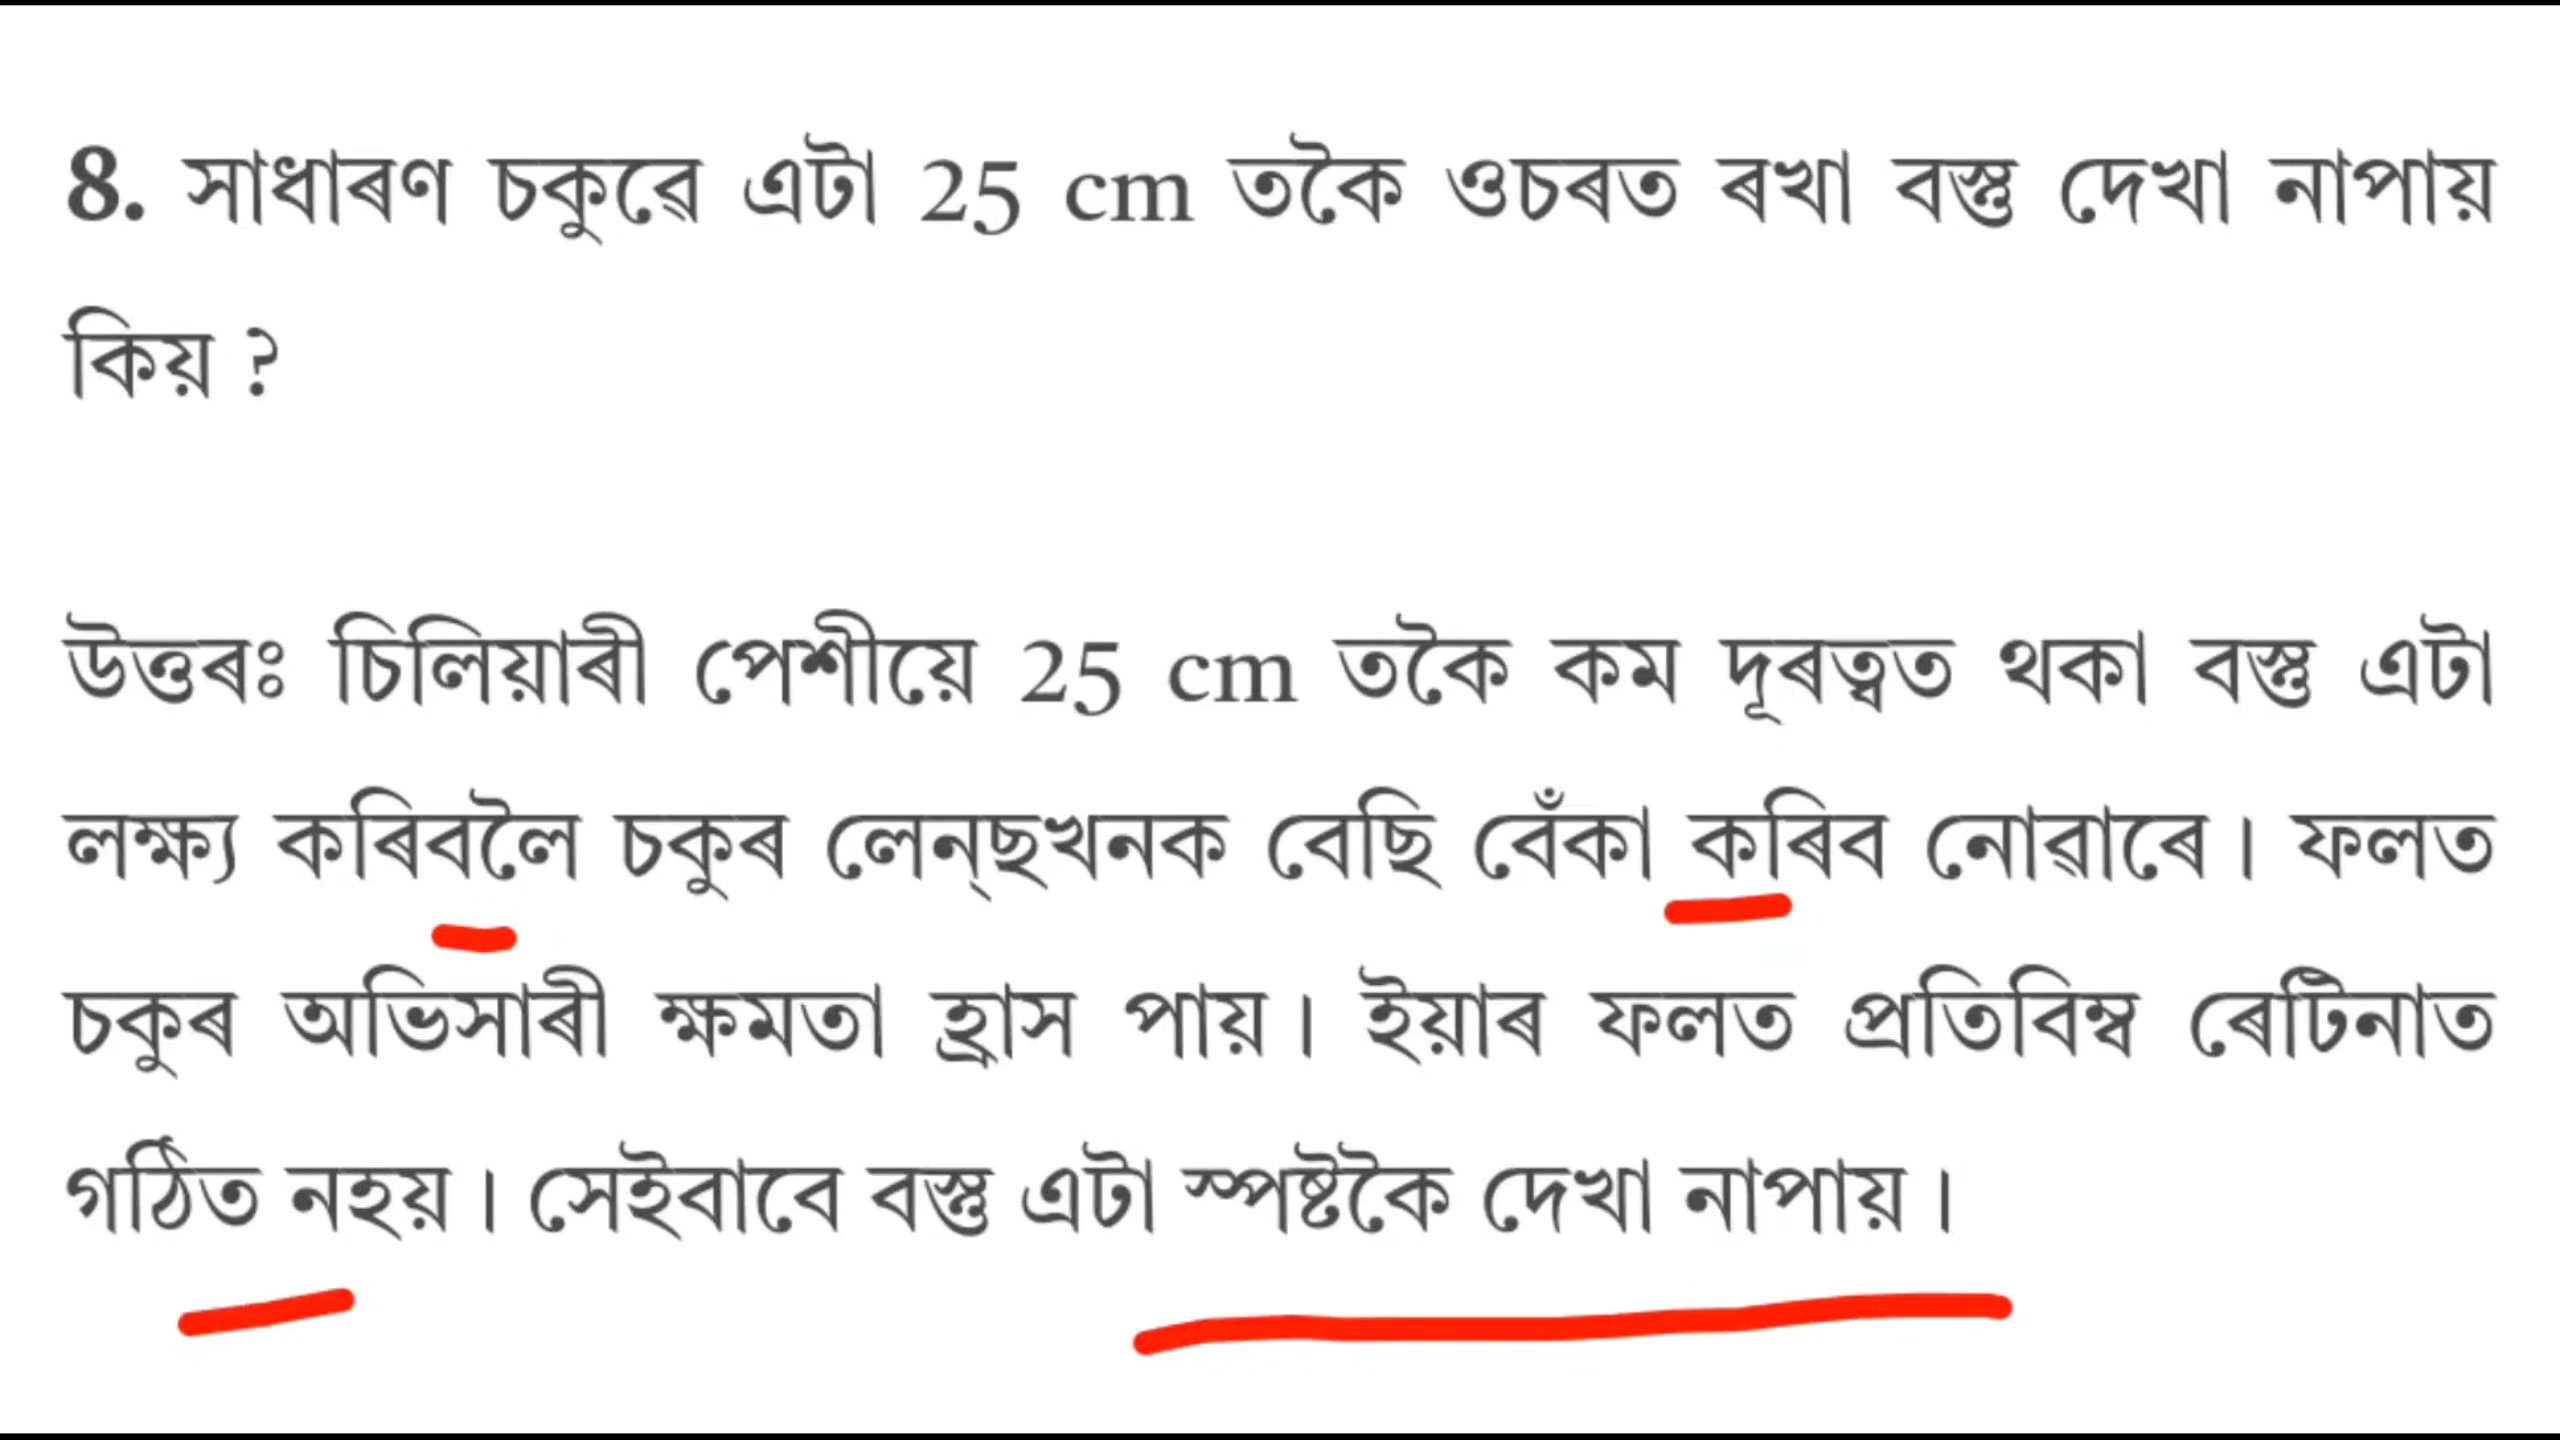 8. সাধাৰণ চকুৱে এটা 25 cm তকৈ ওচৰত ৰখা বস্তু দেখা নাপায়
কিয় ?
উত্তৰঃ চিলিয়াৰী পেশীয়ে 25 cm তকৈ কম দূৰত্বত থকা বস্তু এটা
লক্ষ্য কৰিবলৈ চকুৰ লেন্ছখনক বেছি বেঁকা কৰিব নোৱাৰে। ফলত
চকুৰ অভিসাৰী ক্ষমতা হ্ৰাস পায়। ইয়াৰ ফলত প্ৰতিবিম্ব ৰেটিনাত
গঠিত নহয়। সেইবাবে বস্তু এটা স্পষ্টকৈ দেখা নাপায়।